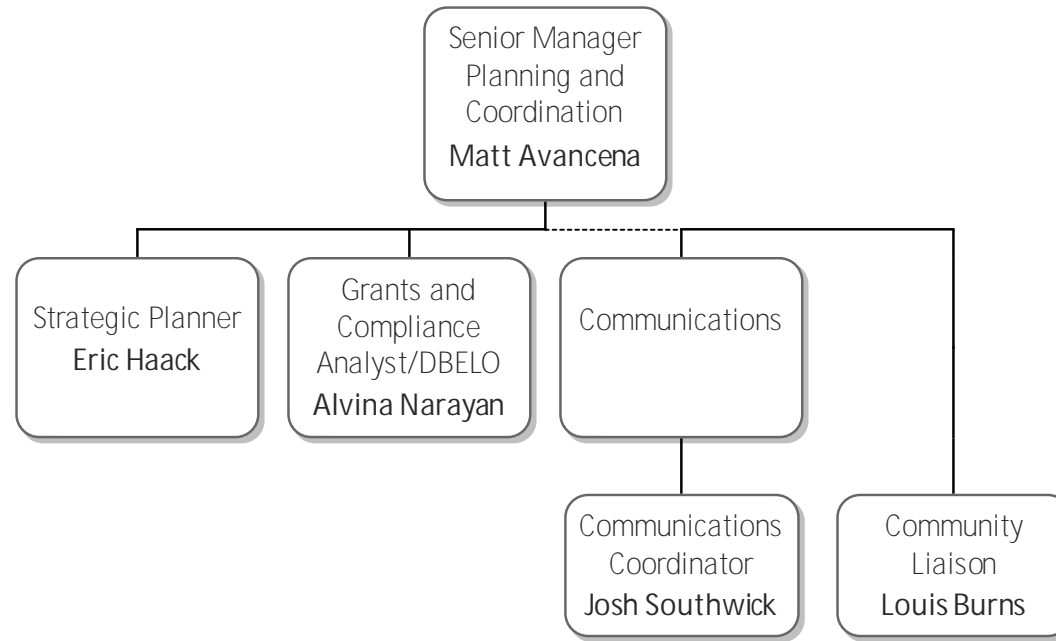 Senior Manager
Planning and
Coordination
Matt Avancena
Strategic Planner
Eric Haack
Grants and
Compliance
Analyst/DBELO
Alvina Narayan
Communications
Communications
Coordinator
Josh Southwick
Community
Liaison
Louis Burns